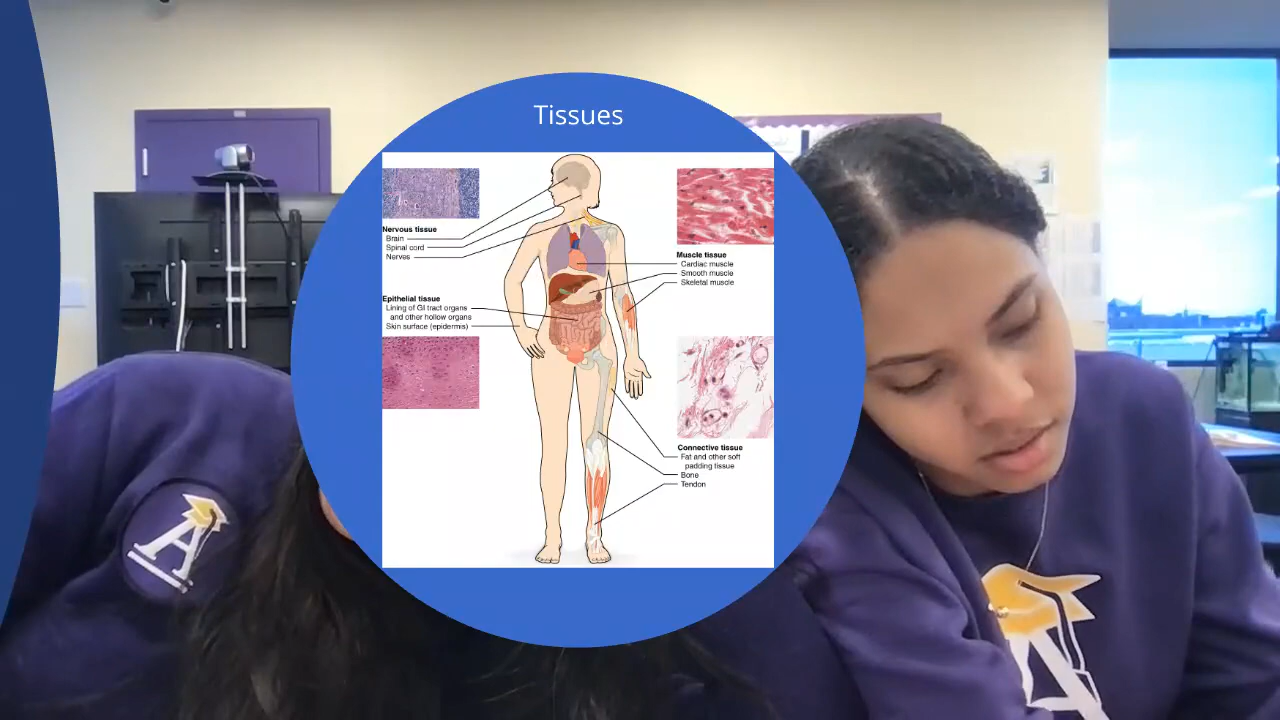 Tissues
Nervous tissue
Brain
Spinal cord
Nerves
Epithelial tissue
Lining of GI tract organs
and other hollow organs
Skin surface (epidermis)
Muscle tissue
Cardiac muscle
Smooth muscle
Skeletal muscle
Connective tissue
Fat and other soft
padding tissue
Bone
Tendon
A
A